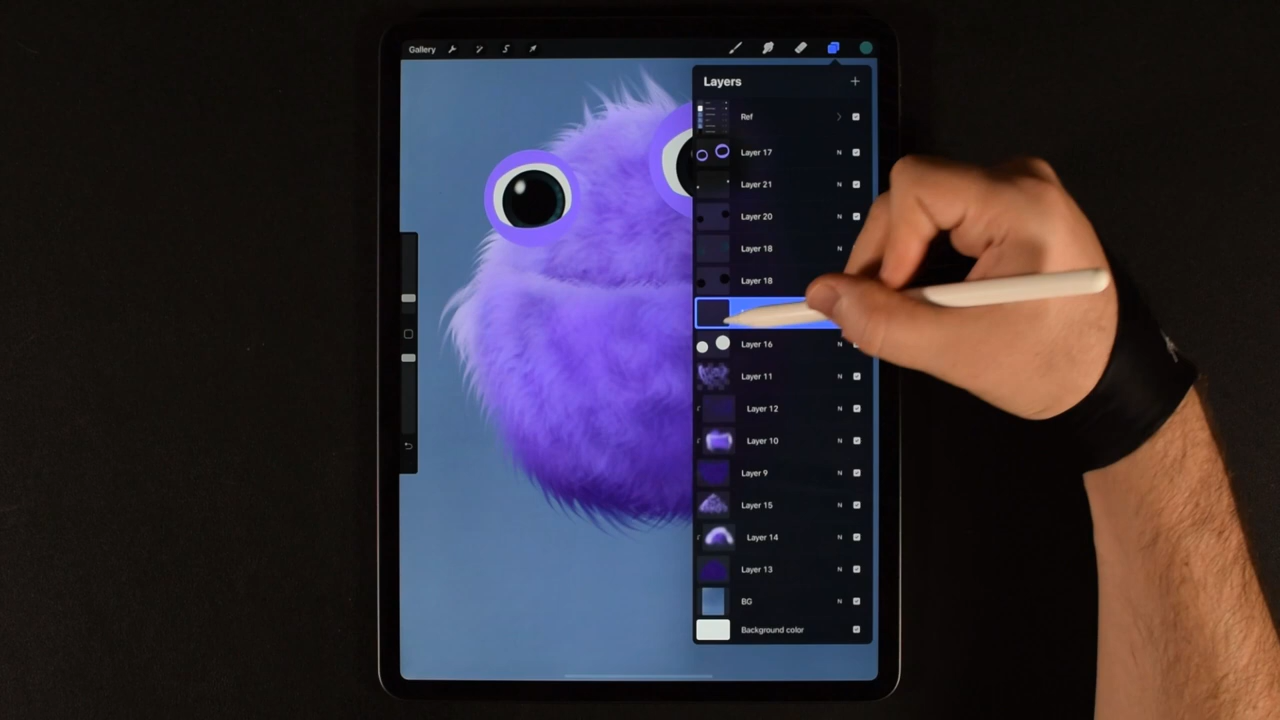 Gallery
Layers
Ref
Layer 17 N
Layer 21 N
Layer 20 N
Layer 18
Layer 18
Layer 16 N
Layer 11 N
Layer 12 N
Layer 10 N
Layer 9 N
Layer 15 N
Layer 14 N
Layer 13 N
BG N
Background color